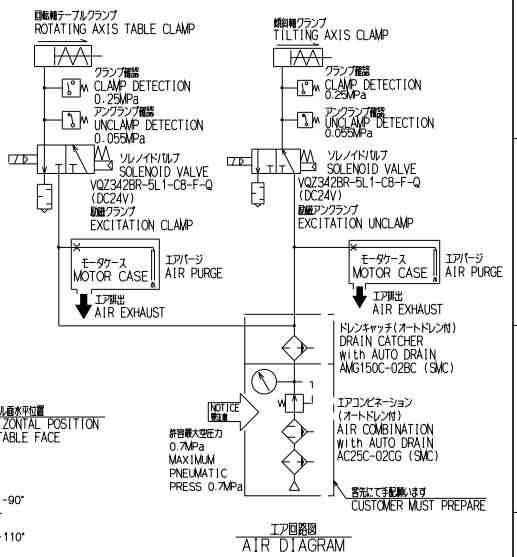 回転軸テーブルクランプ
ROTATING AXIS TABLE CLAMP
クランプ確認
CLAMP DETECTION
0.25MPa
アンクランプ確認
UNCLAMP DETECTION
0.055MPa
ソレノイドバルブ
SOLENOID VALVE
VQZ342BR-5L1-C8-F-Q
(DC24V)
励磁クランプ
EXCITATION CLAMP
モータケース
MOTOR CASE
エアパージ
AIR PURGE
エア排出
AIR EXHAUST
傾斜軸クランプ
TILTING AXIS CLAMP
クランプ確認
CLAMP DETECTION
0.25MPa
アンクランプ確認
UNCLAMP DETECTION
0.055MPa
ソレノイドバルブ
SOLENOID VALVE
VQZ342BR-5L1-C8-F-Q
(DC24V)
励磁アンクランプ
EXCITATION UNCLAMP
モータケース
MOTOR CASE
エアパージ
AIR PURGE
エア排出
AIR EXHAUST
ドレンキャッチ(オートドレン付)
DRAIN CATCHER
with AUTO DRAIN
AMG150C-02BC (SMC)
エアコンビネーション
(オートドレン付)
AIR COMBINATION
with AUTO DRAIN
AC25C-02CG (SMC)
客先にて手配願います
CUSTOMER MUST PREPARE
NOTICE
要注意
許容最大空圧力
0.7MPa
MAXIMUM
PNEUMATIC
PRESS 0.7MPa
ル面水平位置
ZONTAL POSITION
TABLE FACE
-90°
-110°
エア回路図
AIR DIAGRAM